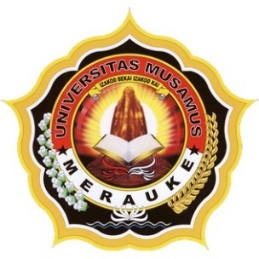 UNIVERSITAS MUSAMUS
IZAKOD BEKAI IZAKOD KAI
MERAUKE